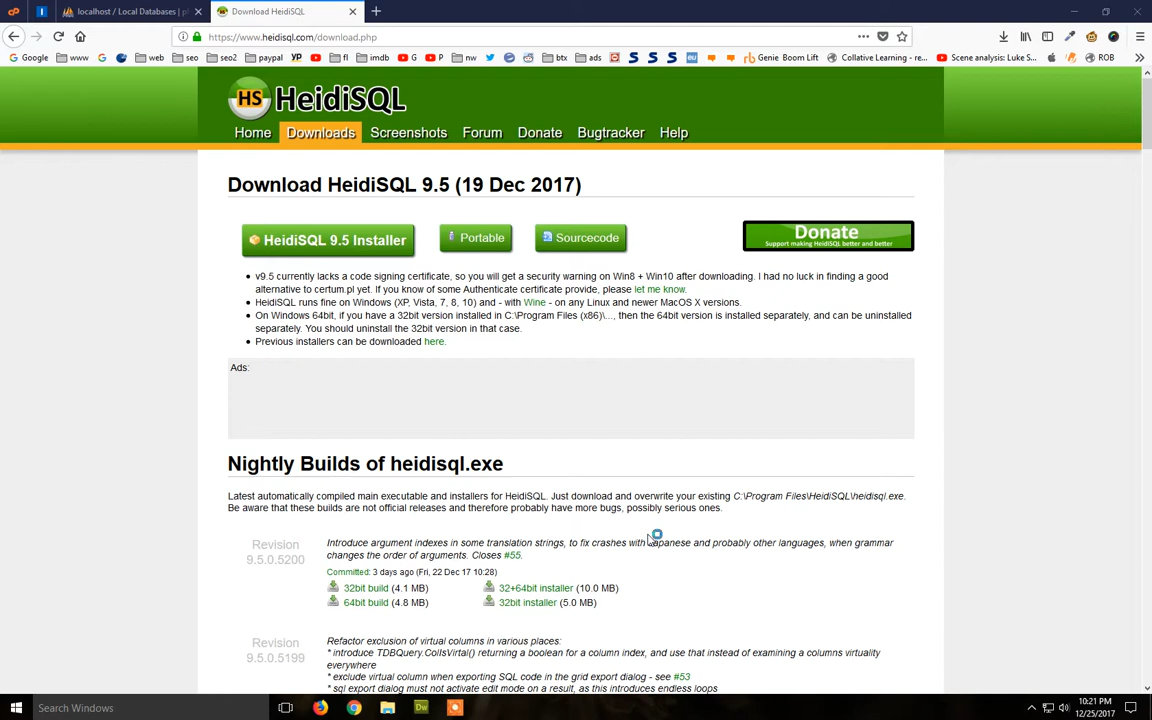 localhost / Local Databases | pl
Download HeidiSQL
https://www.heidisql.com/download.php
Google www web seo seo2 paypal YP fl imdb G P nw btx ads Genie Boom Lift Collative Learning - re... Scene analysis: Luke S... ROB
HS HeidiSQL
Home Downloads Screenshots Forum Donate Bugtracker Help
Download HeidiSQL 9.5 (19 Dec 2017)
HeidiSQL 9.5 Installer Portable Sourcecode Donate
Support making HeidiSQL better and better
v9.5 currently lacks a code signing certificate, so you will get a security warning on Win8 + Win10 after downloading. I had no luck in finding a good
alternative to certum.pl yet. If you know of some Authenticate certificate provide, please let me know.
HeidiSQL runs fine on Windows (XP, Vista, 7, 8, 10) and - with Wine - on any Linux and newer MacOS X versions.
On Windows 64bit, if you have a 32bit version installed in C:\Program Files (x86)\..., then the 64bit version is installed separately, and can be uninstalled
separately. You should uninstall the 32bit version in that case.
Previous installers can be downloaded here.
Ads:
Nightly Builds of heidisql.exe
Latest automatically compiled main executable and installers for HeidiSQL. Just download and overwrite your existing C:\Program Files\HeidiSQL\heidisql.exe.
Be aware that these builds are not official releases and therefore probably have more bugs, possibly serious ones.
Revision
9.5.0.5200
Introduce argument indexes in some translation strings, to fix crashes with Japanese and probably other languages, when grammar
changes the order of arguments. Closes #55.
Committed: 3 days ago (Fri, 22 Dec 17 10:28)
32bit build (4.1 MB) 32+64bit installer (10.0 MB)
64bit build (4.8 MB) 32bit installer (5.0 MB)
Revision
9.5.0.5199
Refactor exclusion of virtual columns in various places:
* introduce TDBQuery.ColIsVirtal() returning a boolean for a column index, and use that instead of examining a columns virtuality
everywhere
* exclude virtual column when exporting SQL code in the grid export dialog - see #53
* sql export dialog must not activate edit mode on a result, as this introduces endless loops
Search Windows
Dw
10:21 PM
12/25/2017